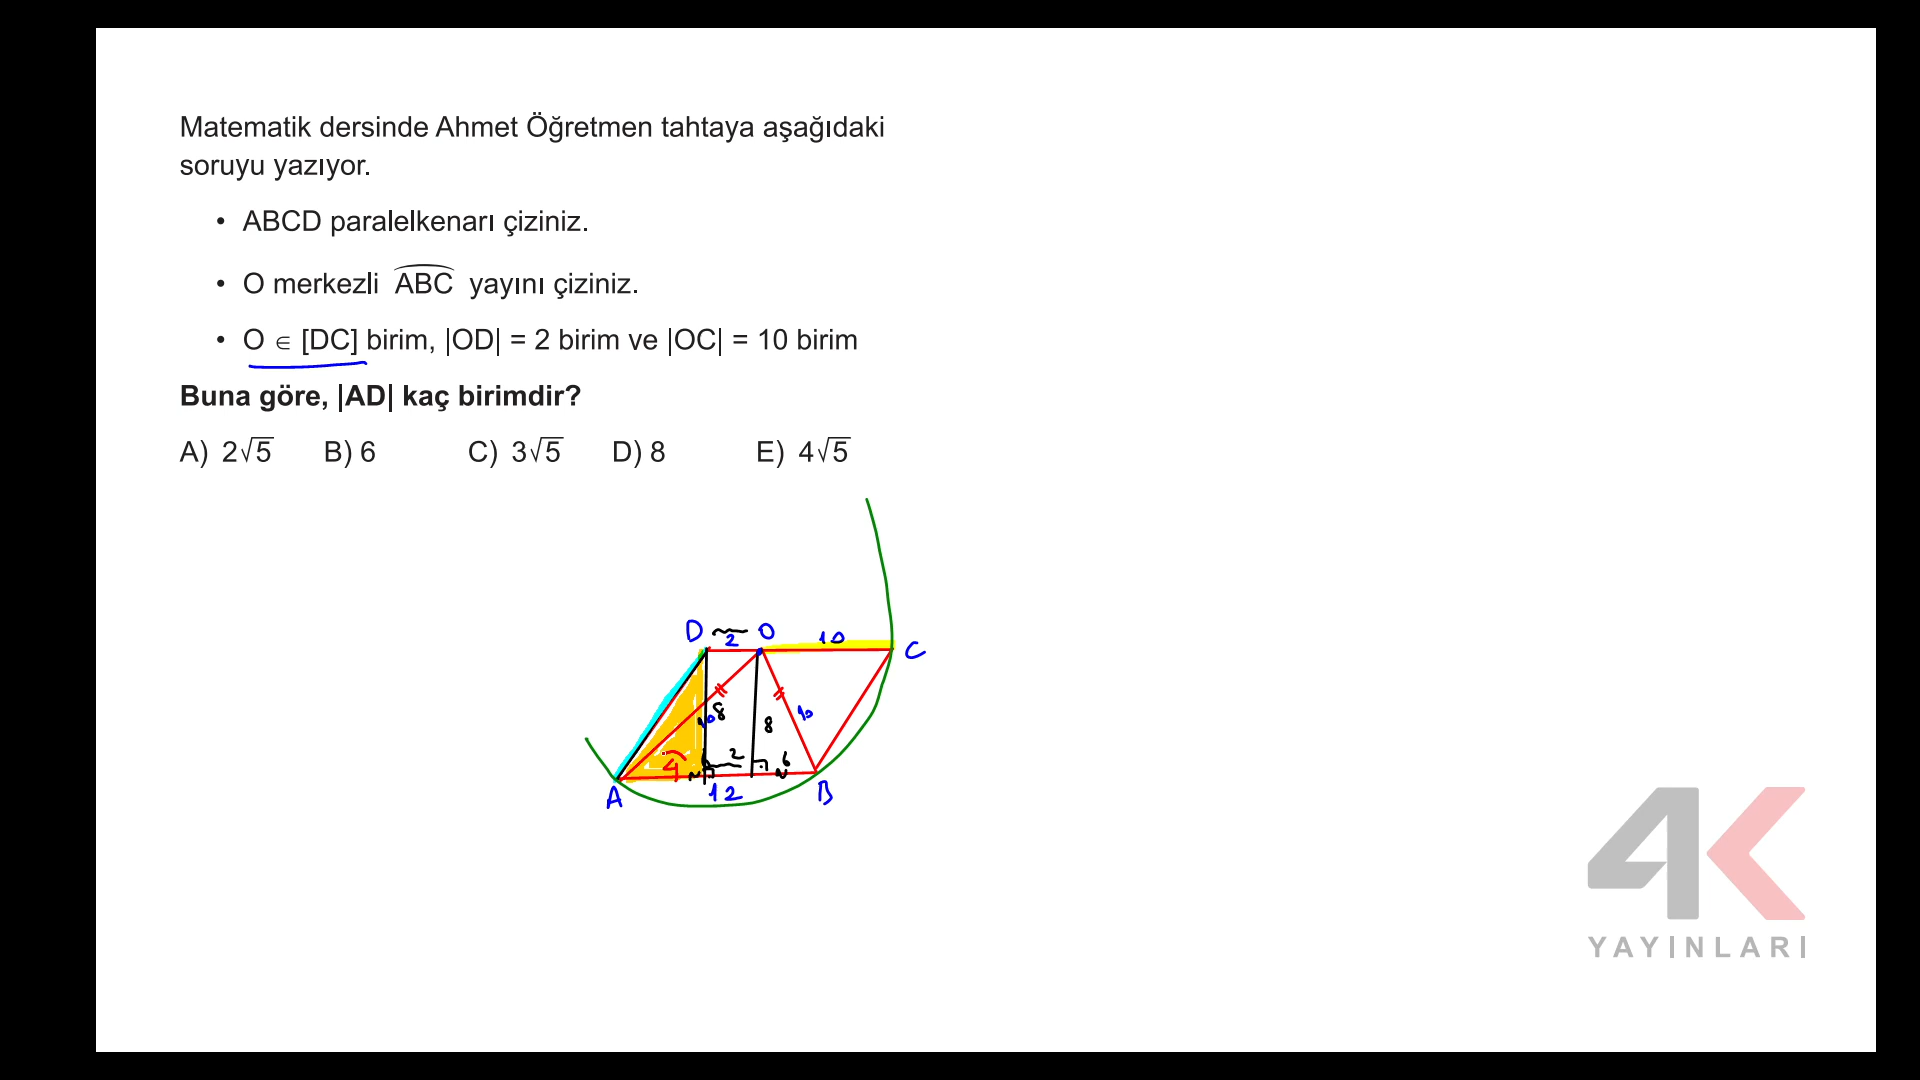 Matematik dersinde Ahmet Öğretmen tahtaya aşağıdaki
soruyu yazıyor.
• ABCD paralelkenarı çiziniz.
• O merkezli ABC yayını çiziniz.
• O ∈ [DC] birim, |OD| = 2 birim ve |OC| = 10 birim
Buna göre, |AD| kaç birimdir?
A) 2√5 B) 6 C) 3√5 D) 8 E) 4√5
D 2 O 10 C
8 10 8 10
4 2 6
A 12 B
4K
YAYINLARI